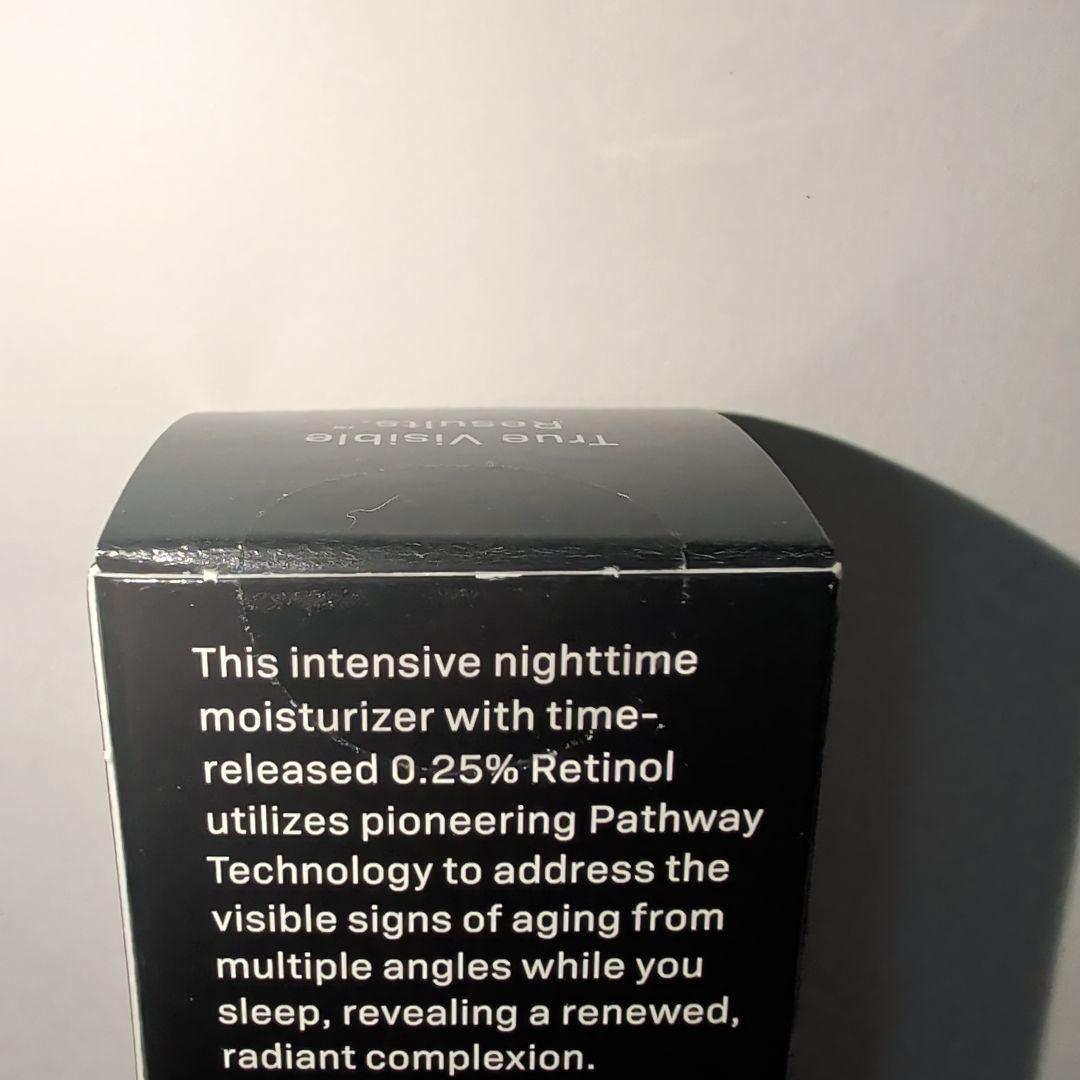 True Visible
Results.™
This intensive nighttime
moisturizer with time-
released 0.25% Retinol
utilizes pioneering Pathway
Technology to address the
visible signs of aging from
multiple angles while you
sleep, revealing a renewed,
radiant complexion.